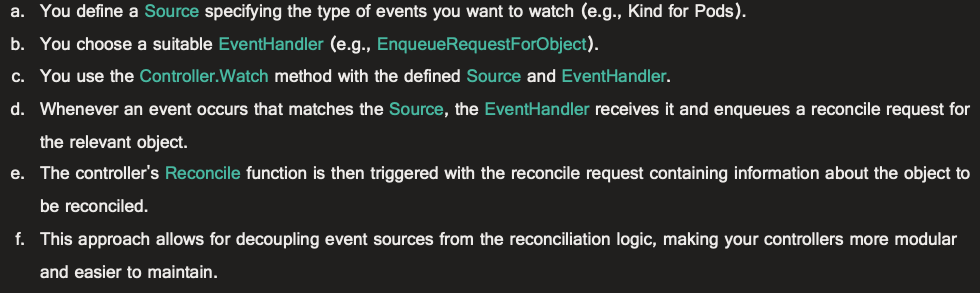 a. You define a Source specifying the type of events you want to watch (e.g., Kind for Pods).
b. You choose a suitable EventHandler (e.g., EnqueueRequestForObject).
c. You use the Controller.Watch method with the defined Source and EventHandler.
d. Whenever an event occurs that matches the Source, the EventHandler receives it and enqueues a reconcile request for
the relevant object.
e. The controller's Reconcile function is then triggered with the reconcile request containing information about the object to
be reconciled.
f. This approach allows for decoupling event sources from the reconciliation logic, making your controllers more modular
and easier to maintain.